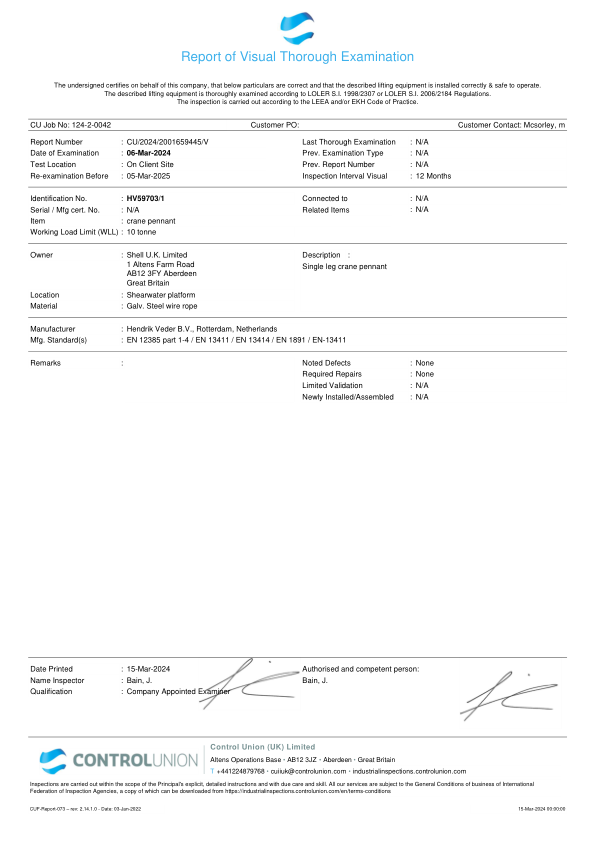 Report of Visual Thorough Examination
The undersigned certifies on behalf of this company, that below particulars are correct and that the described lifting equipment is installed correctly & safe to operate.
The described lifting equipment is thoroughly examined according to LOLER S.I. 1998/2307 or LOLER S.I. 2006/2184 Regulations.
The inspection is carried out according to the LEEA and/or EKH Code of Practice.
CU Job No: 124-2-0042 Customer PO: Customer Contact: Mcsorley, m
Report Number : CU/2024/2001659445/V Last Thorough Examination : N/A
Date of Examination : 06-Mar-2024 Prev. Examination Type : N/A
Test Location : On Client Site Prev. Report Number : N/A
Re-examination Before : 05-Mar-2025 Inspection Interval Visual : 12 Months
Identification No. : HV59703/1 Connected to : N/A
Serial / Mfg cert. No. : N/A Related Items : N/A
Item : crane pennant
Working Load Limit (WLL) : 10 tonne
Owner : Shell U.K. Limited Description :
1 Altens Farm Road Single leg crane pennant
AB12 3FY Aberdeen
Great Britain
Location : Shearwater platform
Material : Galv. Steel wire rope
Manufacturer : Hendrik Veder B.V., Rotterdam, Netherlands
Mfg. Standard(s) : EN 12385 part 1-4 / EN 13411 / EN 13414 / EN 1891 / EN-13411
Remarks : Noted Defects : None
Required Repairs : None
Limited Validation : N/A
Newly Installed/Assembled : N/A
Date Printed : 15-Mar-2024 Authorised and competent person:
Name Inspector : Bain, J. Bain, J.
Qualification : Company Appointed Examiner
CONTROLUNION
Control Union (UK) Limited
Altens Operations Base · AB12 3JZ · Aberdeen · Great Britain
T +441224879768 · cuiiuk@controlunion.com · industrialinspections.controlunion.com
Inspections are carried out within the scope of the Principal's explicit, detailed instructions and with due care and skill. All our services are subject to the General Conditions of business of International
Federation of Inspection Agencies, a copy of which can be downloaded from https://industrialinspections.controlunion.com/en/terms-conditions
CUF-Report-073 – rev: 2.14.1.0 - Date: 03-Jun-2022 15-Mar-2024 00:00:00